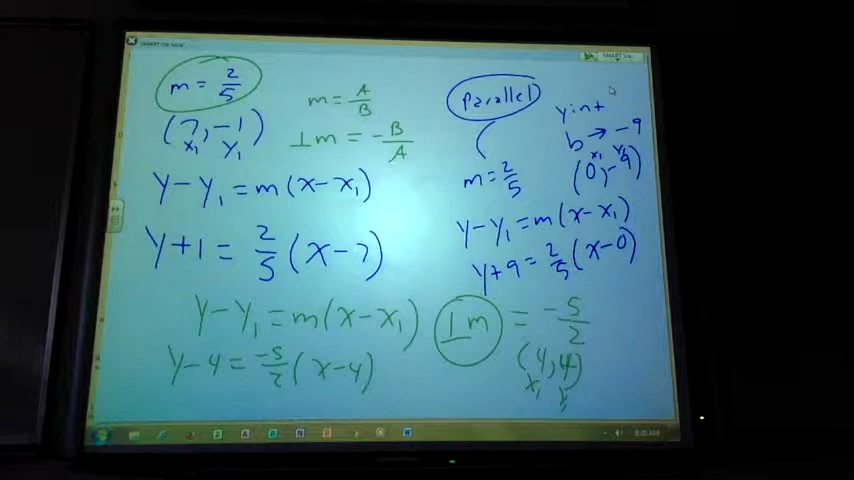 m = 2/5
(7, -1)
x₁ y₁
y - y₁ = m(x - x₁)
y + 1 = 2/5 (x - 7)
m = A/B
⊥m = -B/A
Parallel
m = 2/5
y int
b → -9
x₁ y₁
(0, -9)
y - y₁ = m(x - x₁)
y + 9 = 2/5 (x - 0)
y - y₁ = m(x - x₁)
y - 4 = -5/2 (x - 4)
⊥m = -5/2
(4, 4)
x₁ y₁